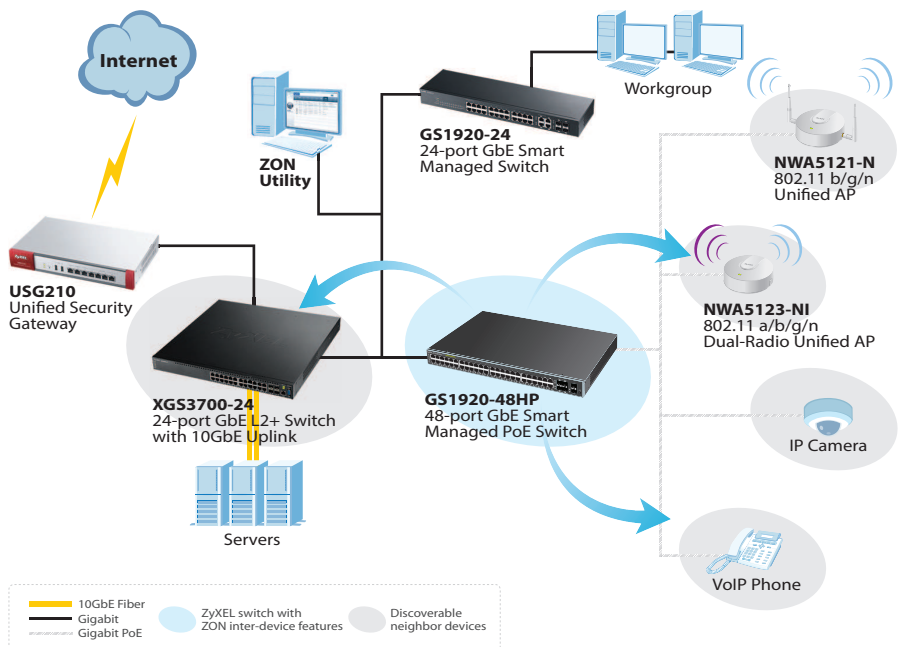 Internet
Workgroup
GS1920-24
24-port GbE Smart
Managed Switch
ZON
Utility
NWA5121-N
802.11 b/g/n
Unified AP
USG210
Unified Security
Gateway
NWA5123-NI
802.11 a/b/g/n
Dual-Radio Unified AP
XGS3700-24
24-port GbE L2+ Switch
with 10GbE Uplink
GS1920-48HP
48-port GbE Smart
Managed PoE Switch
IP Camera
Servers
VoIP Phone
10GbE Fiber
Gigabit
Gigabit PoE
ZyXEL switch with
ZON inter-device features
Discoverable
neighbor devices